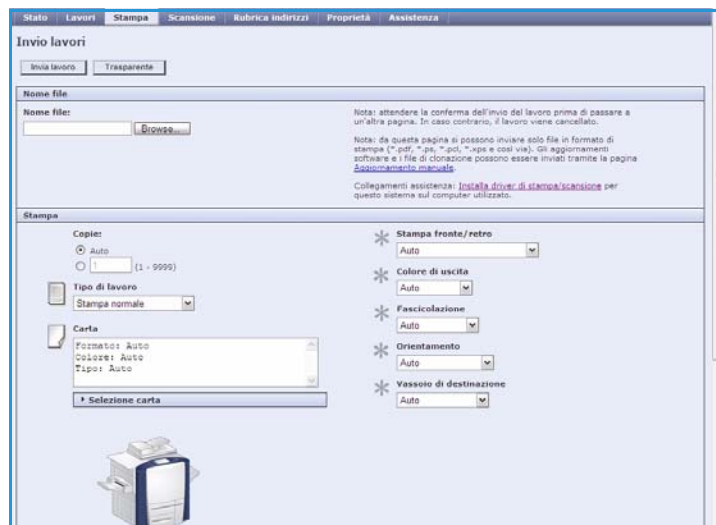 Stato Lavori Stampa Scansione Rubrica indirizzi Proprietà Assistenza
Invio lavori
Invia lavoro Trasparente
Nome file
Nome file:
Browse...
Nota: attendere la conferma dell'invio del lavoro prima di passare a
un'altra pagina. In caso contrario, il lavoro viene cancellato.
Nota: da questa pagina si possono inviare solo file in formato di
stampa (*.pdf, *.ps, *.pcl, *.xps e così via). Gli aggiornamenti
software e i file di clonazione possono essere inviati tramite la pagina
Aggiornamento manuale.
Collegamenti assistenza: Installa driver di stampa/scansione per
questo sistema sul computer utilizzato.
Stampa
Copie:
Auto
1 (1 - 9999)
Tipo di lavoro
Stampa normale
Carta
Formato: Auto
Colore: Auto
Tipo: Auto
Selezione carta
Stampa fronte/retro
Auto
Colore di uscita
Auto
Fascicolazione
Auto
Orientamento
Auto
Vassoio di destinazione
Auto